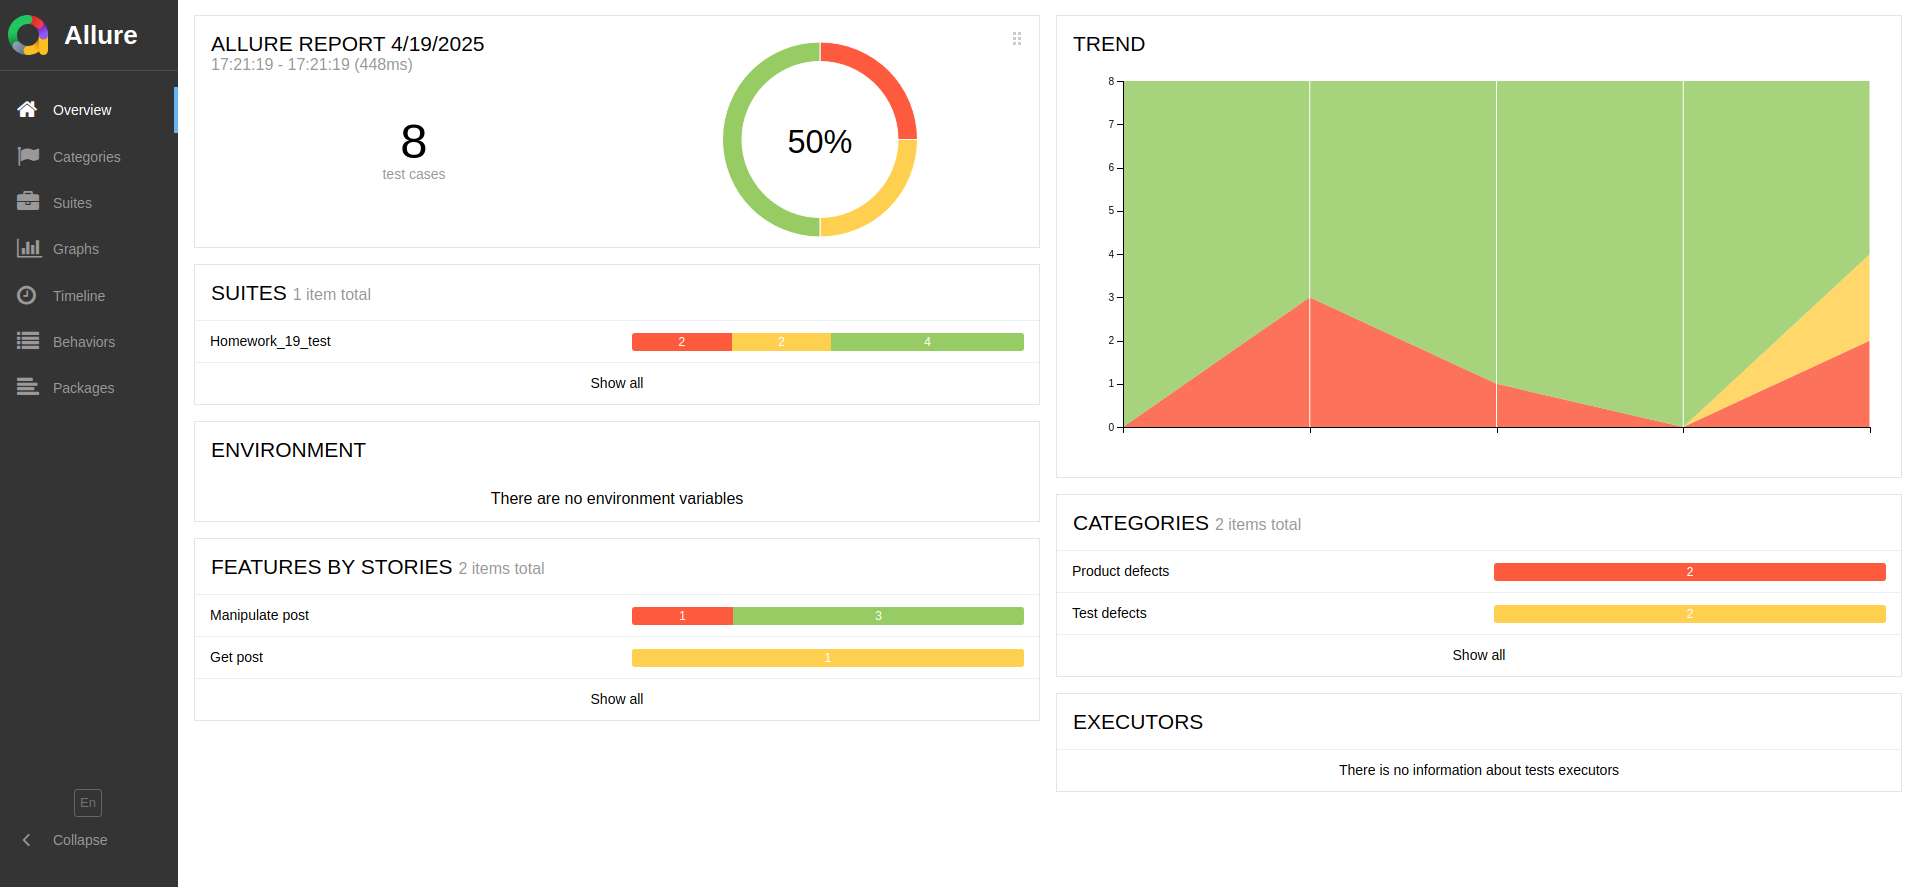 Allure
Overview
Categories
Suites
Graphs
Timeline
Behaviors
Packages
En
Collapse
ALLURE REPORT 4/19/2025
17:21:19 - 17:21:19 (448ms)
8
test cases
50%
SUITES 1 item total
Homework_19_test 2 2 4
Show all
ENVIRONMENT
There are no environment variables
FEATURES BY STORIES 2 items total
Manipulate post 1 3
Get post 1
Show all
TREND
8
7
6
5
4
3
2
1
0
CATEGORIES 2 items total
Product defects 2
Test defects 2
Show all
EXECUTORS
There is no information about tests executors